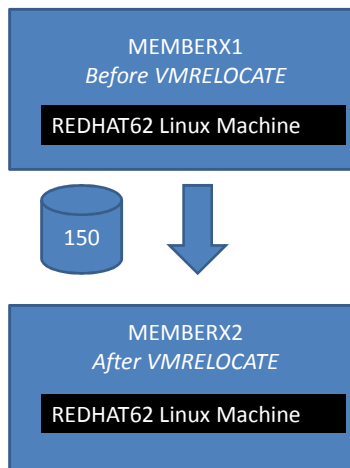 MEMBERX1
Before VMRELOCATE
REDHAT62 Linux Machine
150
MEMBERX2
After VMRELOCATE
REDHAT62 Linux Machine